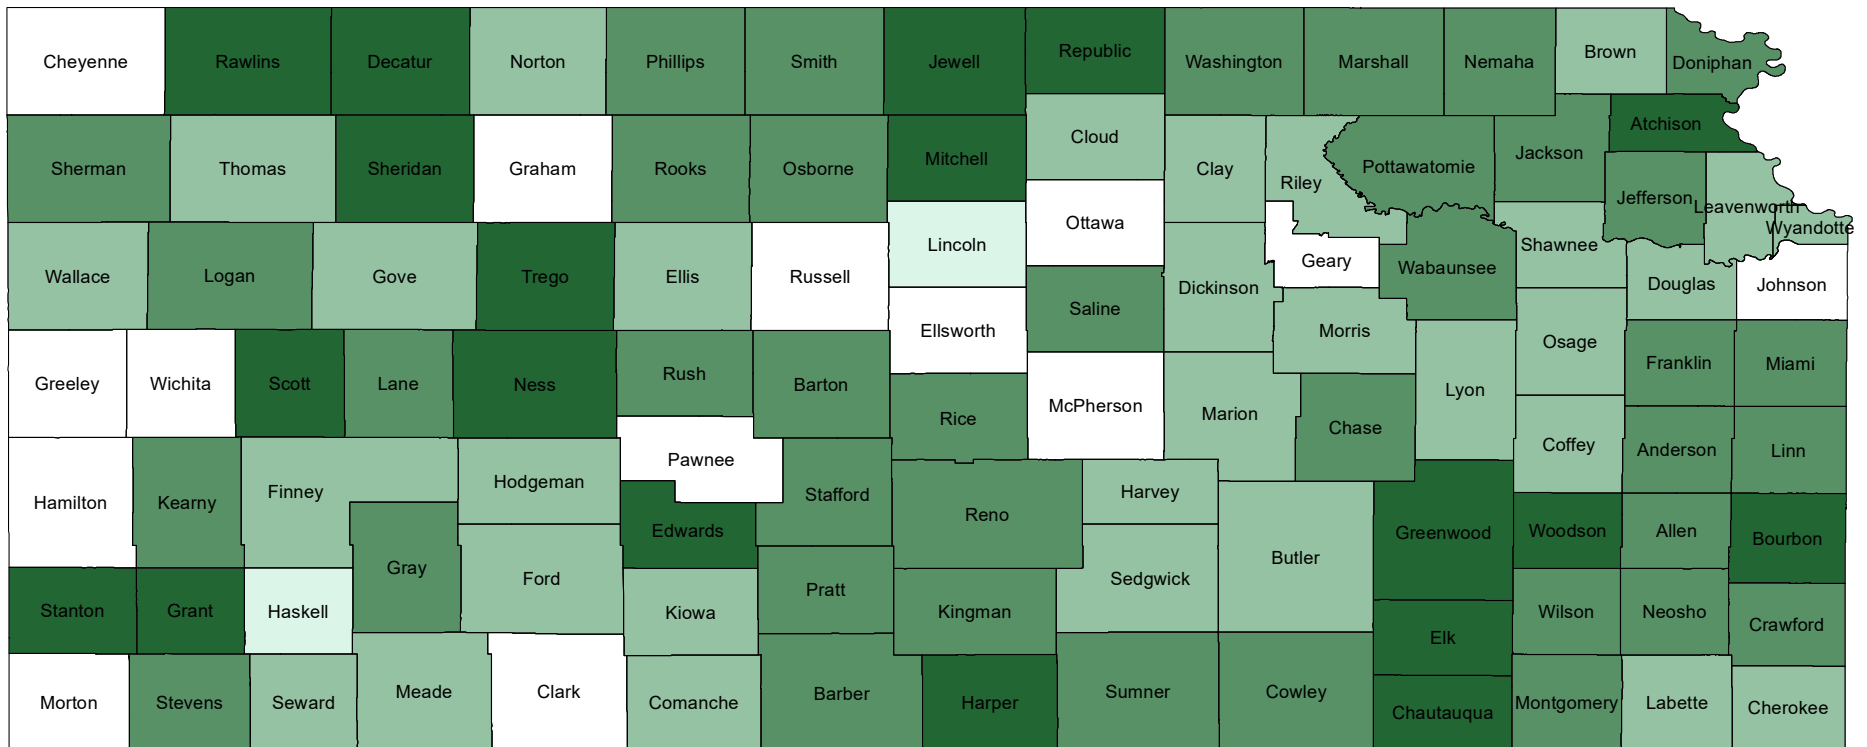 Cheyenne
Rawlins
Decatur
Norton
Phillips
Smith
Jewell
Republic
Washington
Marshall
Nemaha
Brown
Doniphan
Sherman
Thomas
Sheridan
Graham
Rooks
Osborne
Mitchell
Cloud
Clay
Riley
Pottawatomie
Jackson
Atchison
Jefferson
Leavenworth
Wyandotte
Wallace
Logan
Gove
Trego
Ellis
Russell
Lincoln
Ottawa
Dickinson
Geary
Wabaunsee
Shawnee
Douglas
Johnson
Greeley
Wichita
Scott
Lane
Ness
Rush
Barton
Ellsworth
Saline
Morris
Osage
Franklin
Miami
Rice
McPherson
Marion
Chase
Lyon
Coffey
Anderson
Linn
Hamilton
Kearny
Finney
Hodgeman
Pawnee
Stafford
Reno
Harvey
Gray
Ford
Edwards
Pratt
Kingman
Sedgwick
Butler
Greenwood
Woodson
Allen
Bourbon
Stanton
Grant
Haskell
Kiowa
Elk
Wilson
Neosho
Crawford
Morton
Stevens
Seward
Meade
Clark
Comanche
Barber
Harper
Sumner
Cowley
Chautauqua
Montgomery
Labette
Cherokee